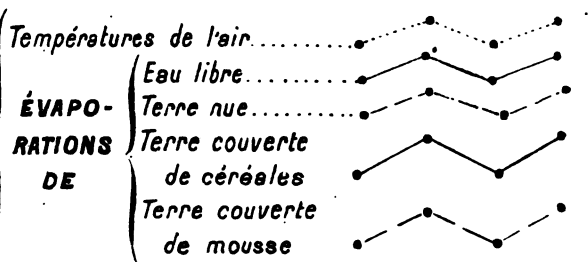 Températures de l'air..........
ÉVAPO-
RATIONS
DE
Eau libre..........
Terre nue..........
Terre couverte
de céréales
Terre couverte
de mousse